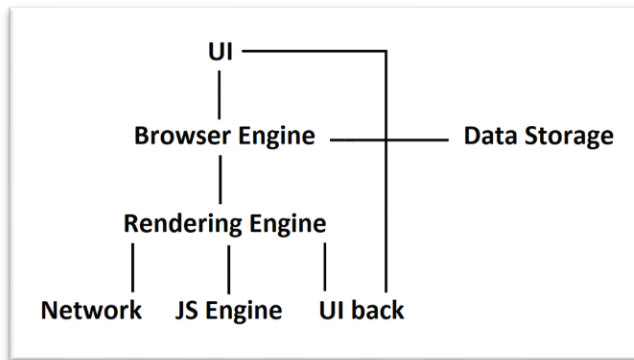 UI
Browser Engine Data Storage
Rendering Engine
Network JS Engine UI back